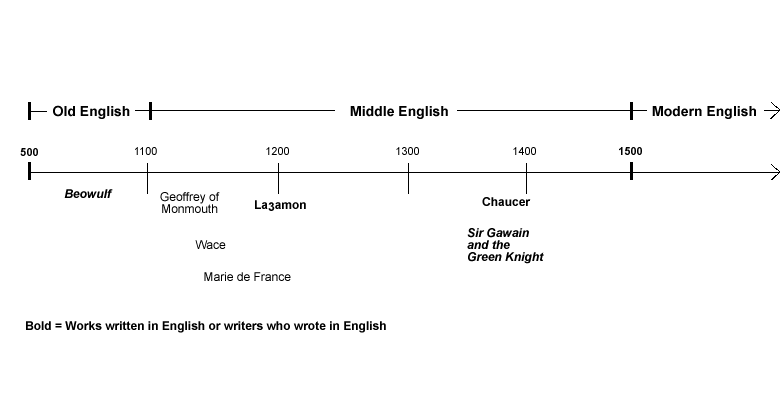 Old English Middle English Modern English
500 1100 1200 1300 1400 1500
Beowulf
Geoffrey of
Monmouth
Laȝamon
Chaucer
Wace
Sir Gawain
and the
Green Knight
Marie de France
Bold = Works written in English or writers who wrote in English